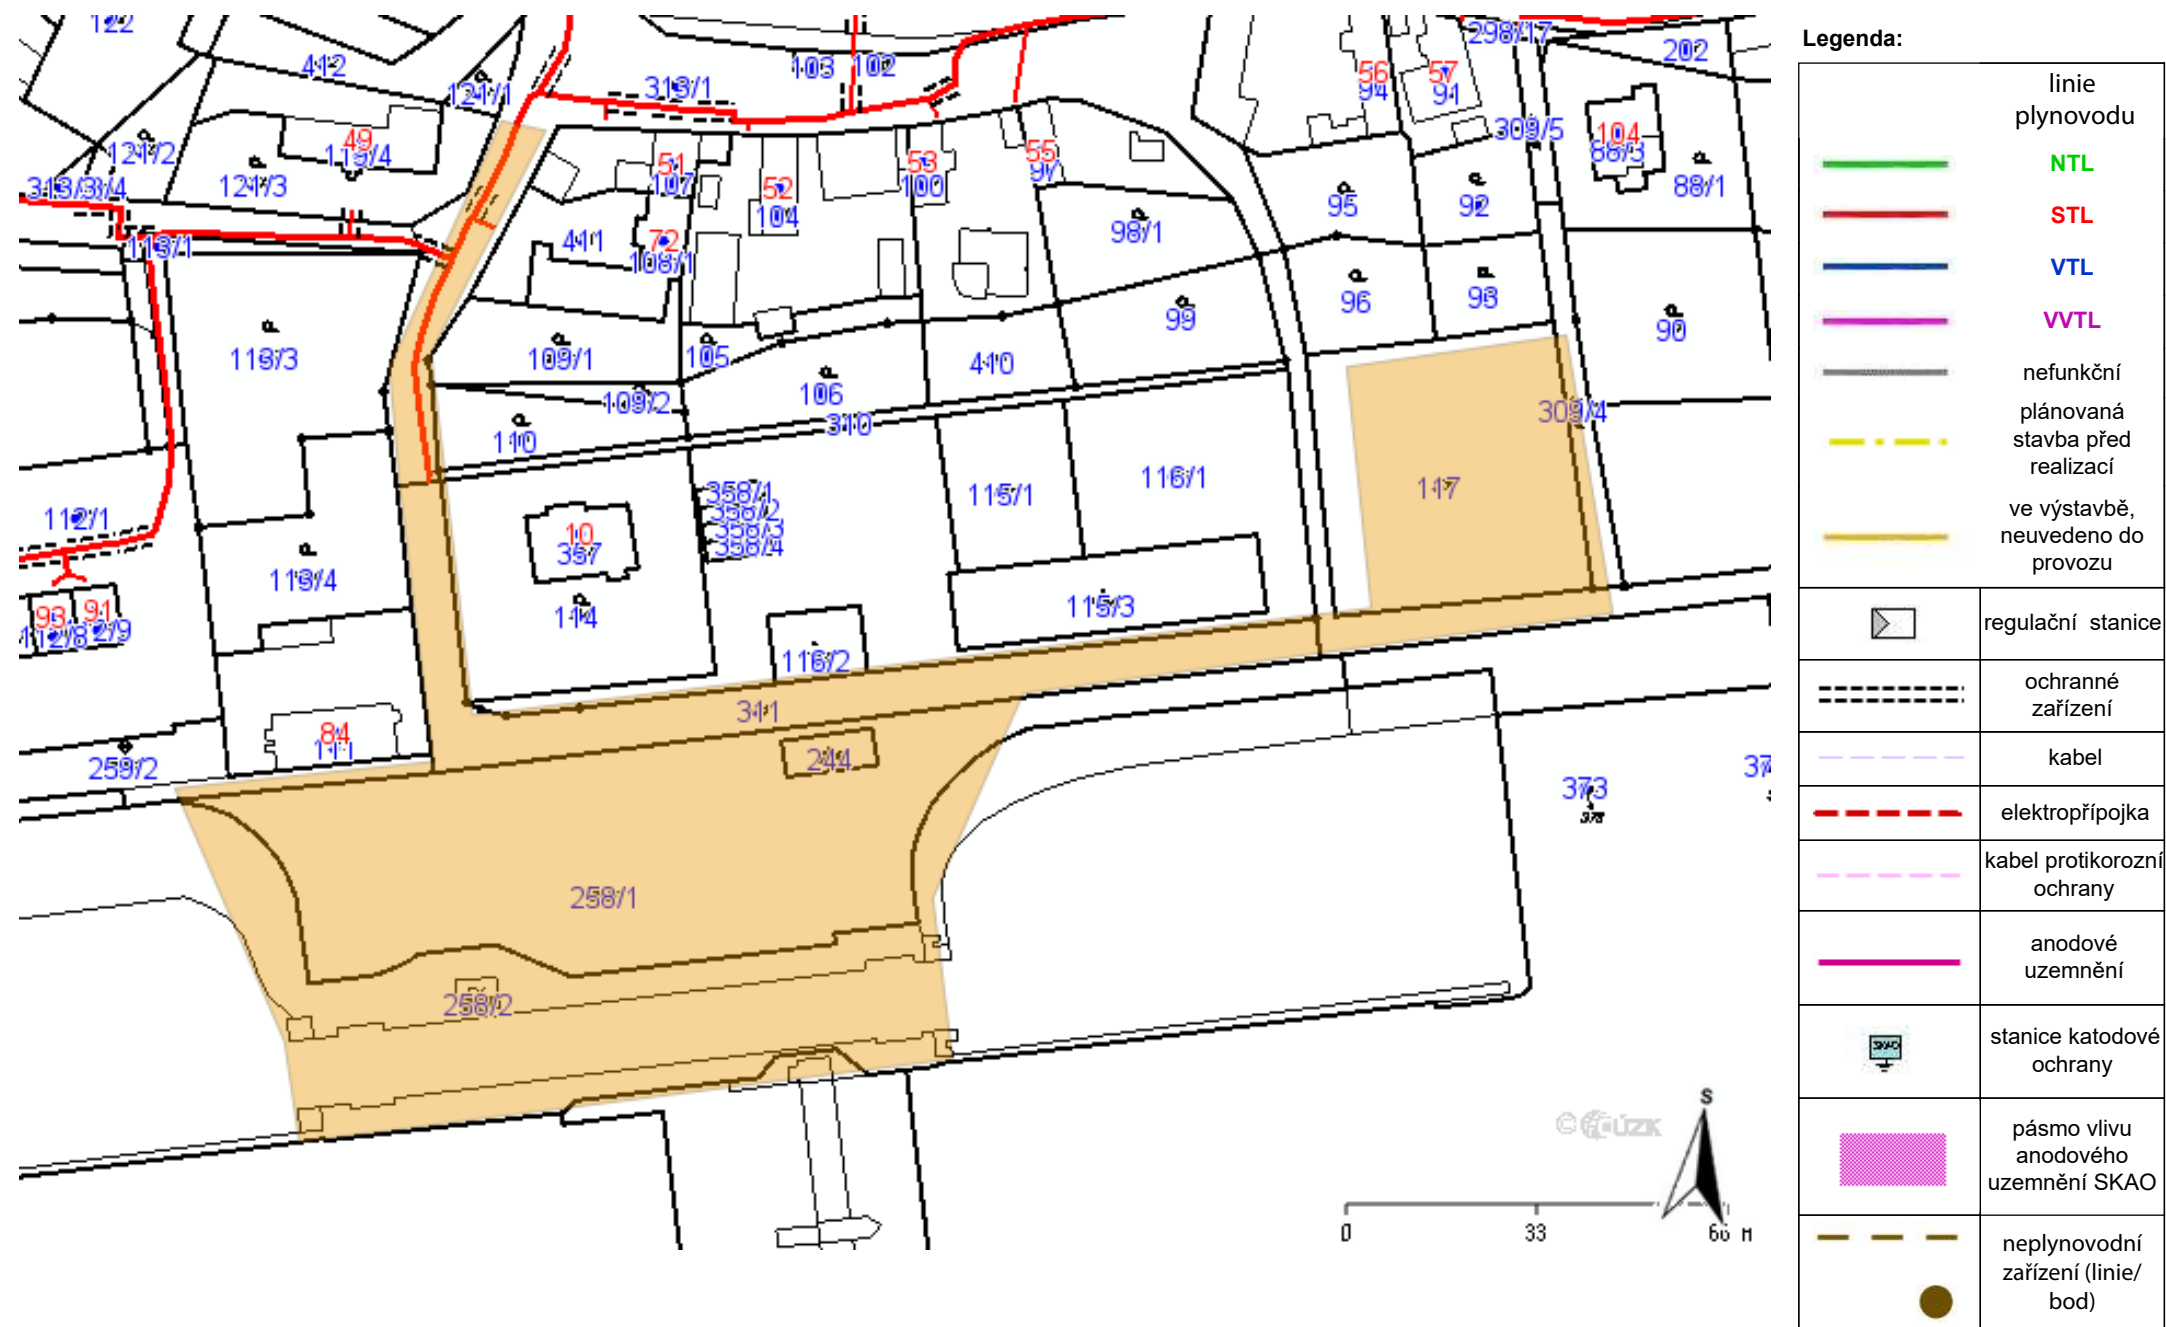 122
412
121/1
313/1
103
102
56
94
57
91
298/17
202
309/5
104
88/3
88/1
121/2
49
119/4
121/3
313/3
113/1
51
107
52
104
53
100
55
97
95
92
98/1
411
72
108/1
96
93
99
90
113/3
109/1
105
410
106
109/2
309/4
310
110
117
115/1
116/1
358/1
358/2
358/3
358/4
112/1
10
357
113/4
114
115/3
93
91
112/8
116/2
311
84
111
244
259/2
373
378
258/1
258/2
© ČÚZK
S
0
33
66 M
Legenda:
linie
plynovodu
NTL
STL
VTL
VVTL
nefunkční
plánovaná
stavba před
realizací
ve výstavbě,
neuvedeno do
provozu
regulační stanice
ochranné
zařízení
kabel
elektropřípojka
kabel protikorozní
ochrany
anodové
uzemnění
SKAO
stanice katodové
ochrany
pásmo vlivu
anodového
uzemnění SKAO
neplynovodní
zařízení (linie/
bod)